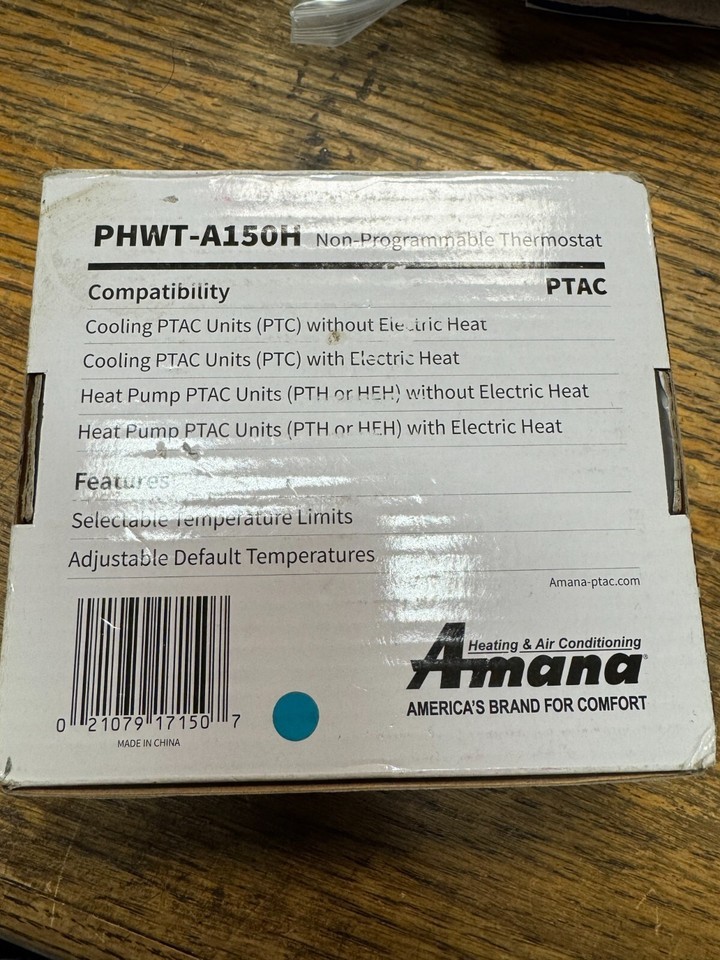 PHWT-A150H Non-Programmable Thermostat
Compatibility PTAC
Cooling PTAC Units (PTC) without Electric Heat
Cooling PTAC Units (PTC) with Electric Heat
Heat Pump PTAC Units (PTH or HEH) without Electric Heat
Heat Pump PTAC Units (PTH or HEH) with Electric Heat
Features
Selectable Temperature Limits
Adjustable Default Temperatures
Amana-ptac.com
Heating & Air Conditioning
Amana®
AMERICA'S BRAND FOR COMFORT
0 21079 17150 7
MADE IN CHINA